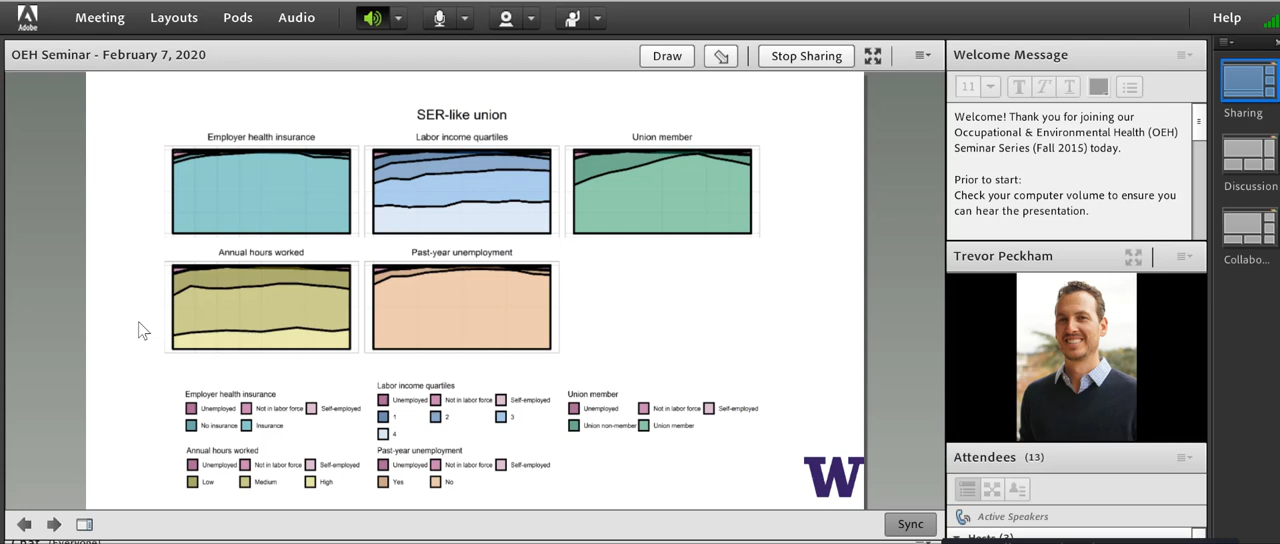 Adobe
Meeting Layouts Pods Audio Help
OEH Seminar - February 7, 2020
Draw
Stop Sharing
SER-like union
Employer health insurance
Labor income quartiles
Union member
Annual hours worked
Past-year unemployment
Employer health insurance
Unemployed Not in labor force Self-employed
No insurance Insurance
Labor income quartiles
Unemployed Not in labor force Self-employed
1 2 3
4
Union member
Unemployed Not in labor force Self-employed
Union non-member Union member
Annual hours worked
Unemployed Not in labor force Self-employed
Low Medium High
Past-year unemployment
Unemployed Not in labor force Self-employed
Yes No
W
Sync
Welcome Message
11 T T T
Welcome! Thank you for joining our
Occupational & Environmental Health (OEH)
Seminar Series (Fall 2015) today.
Prior to start:
Check your computer volume to ensure you
can hear the presentation.
Trevor Peckham
Attendees (13)
Active Speakers
Hosts (3)
Sharing
Discussion
Collabo...